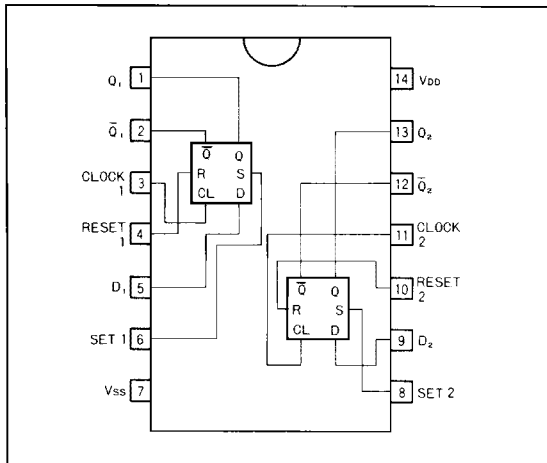 Q₁ 1
Q̄₁ 2
CLOCK 1 3
RESET 1 4
D₁ 5
SET 1 6
VSS 7
14 VDD
13 Q₂
12 Q̄₂
11 CLOCK 2
10 RESET 2
9 D₂
8 SET 2
Q̄ Q
R S
CL D
Q̄ Q
R S
CL D